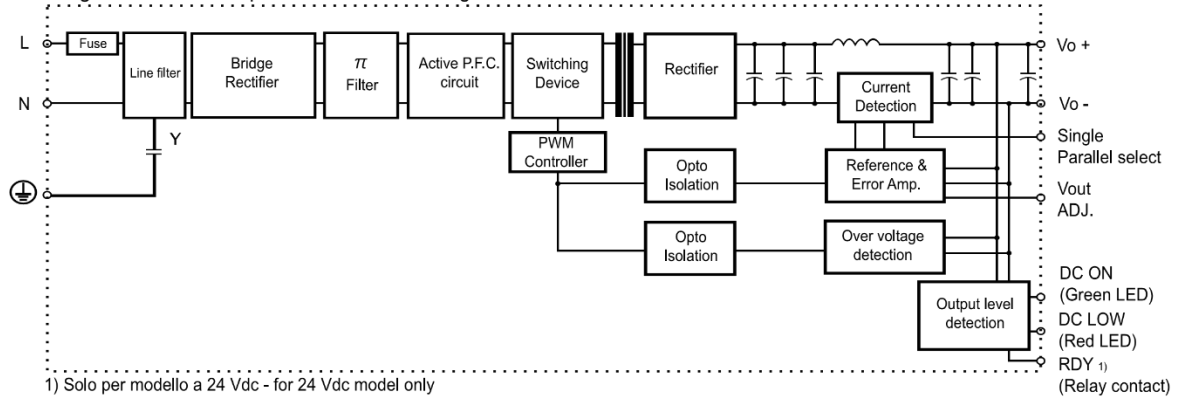 L
Fuse
Line filter
Bridge
Rectifier
π
Filter
Active P.F.C.
circuit
Switching
Device
Rectifier
Vo +
N
Current
Detection
Vo -
Y
PWM
Controller
Single
Parallel select
Opto
Isolation
Reference &
Error Amp.
Vout
ADJ.
Opto
Isolation
Over voltage
detection
Output level
detection
DC ON
(Green LED)
DC LOW
(Red LED)
RDY 1)
(Relay contact)
1) Solo per modello a 24 Vdc - for 24 Vdc model only